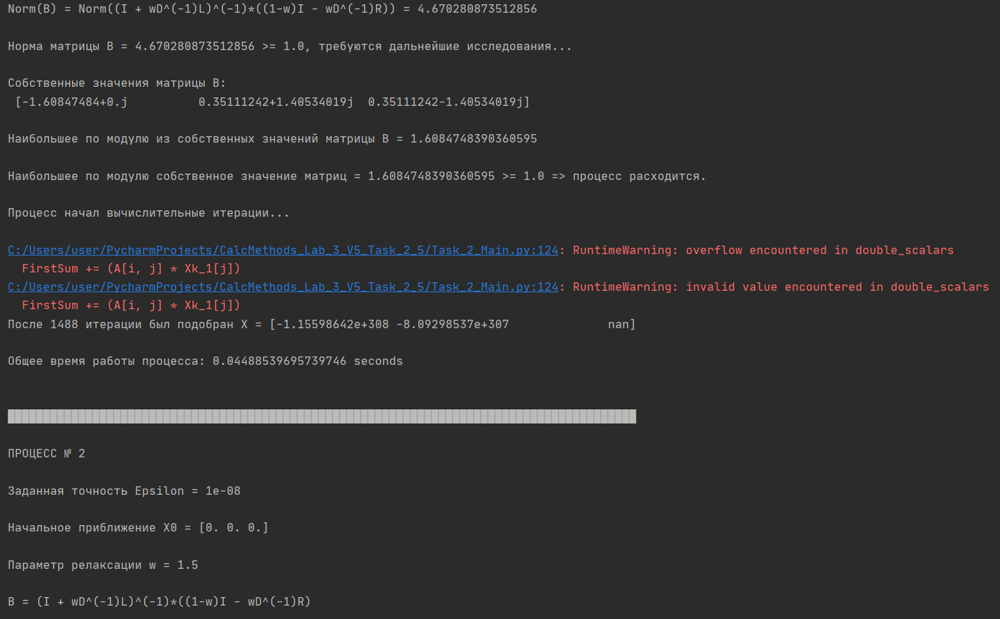 Norm(B) = Norm((I + wD^(-1)L)^(-1)*((1-w)I - wD^(-1)R)) = 4.670280873512856
Норма матрицы B = 4.670280873512856 >= 1.0, требуются дальнейшие исследования...
Собственные значения матрицы B:
[-1.60847484+0.j 0.35111242+1.40534019j 0.35111242-1.40534019j]
Наибольшее по модулю из собственных значений матрицы B = 1.6084748390360595
Наибольшее по модулю собственное значение матриц = 1.6084748390360595 >= 1.0 => процесс расходится.
Процесс начал вычислительные итерации...
C:/Users/user/PycharmProjects/CalcMethods_Lab_3_V5_Task_2_5/Task_2_Main.py:124: RuntimeWarning: overflow encountered in double_scalars
FirstSum += (A[i, j] * Xk_1[j])
C:/Users/user/PycharmProjects/CalcMethods_Lab_3_V5_Task_2_5/Task_2_Main.py:124: RuntimeWarning: invalid value encountered in double_scalars
FirstSum += (A[i, j] * Xk_1[j])
После 1488 итерации был подобран X = [-1.15598642e+308 -8.09298537e+307 nan]
Общее время работы процесса: 0.04488539695739746 seconds
ПРОЦЕСС № 2
Заданная точность Epsilon = 1e-08
Начальное приближение X0 = [0. 0. 0.]
Параметр релаксации w = 1.5
B = (I + wD^(-1)L)^(-1)*((1-w)I - wD^(-1)R)